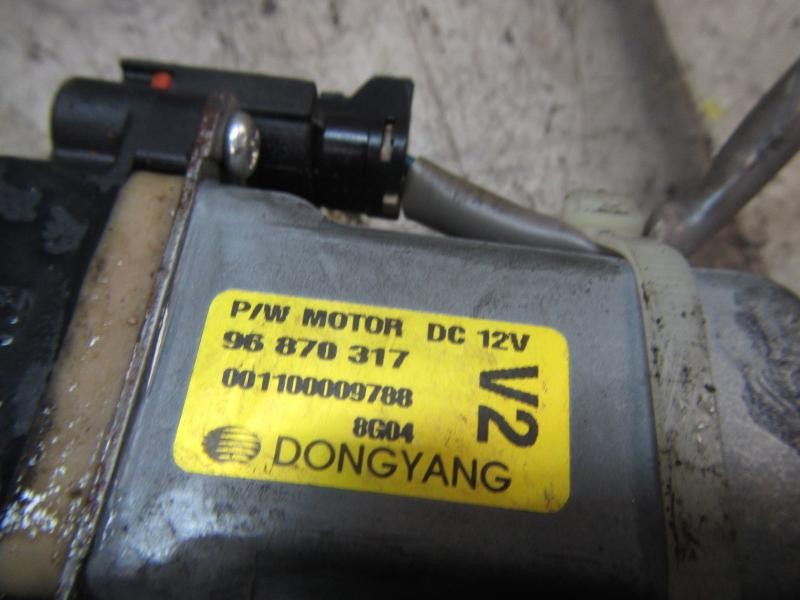 P/W MOTOR DC 12V
96 870 317
001100009788
8G04
V2
DONGYANG